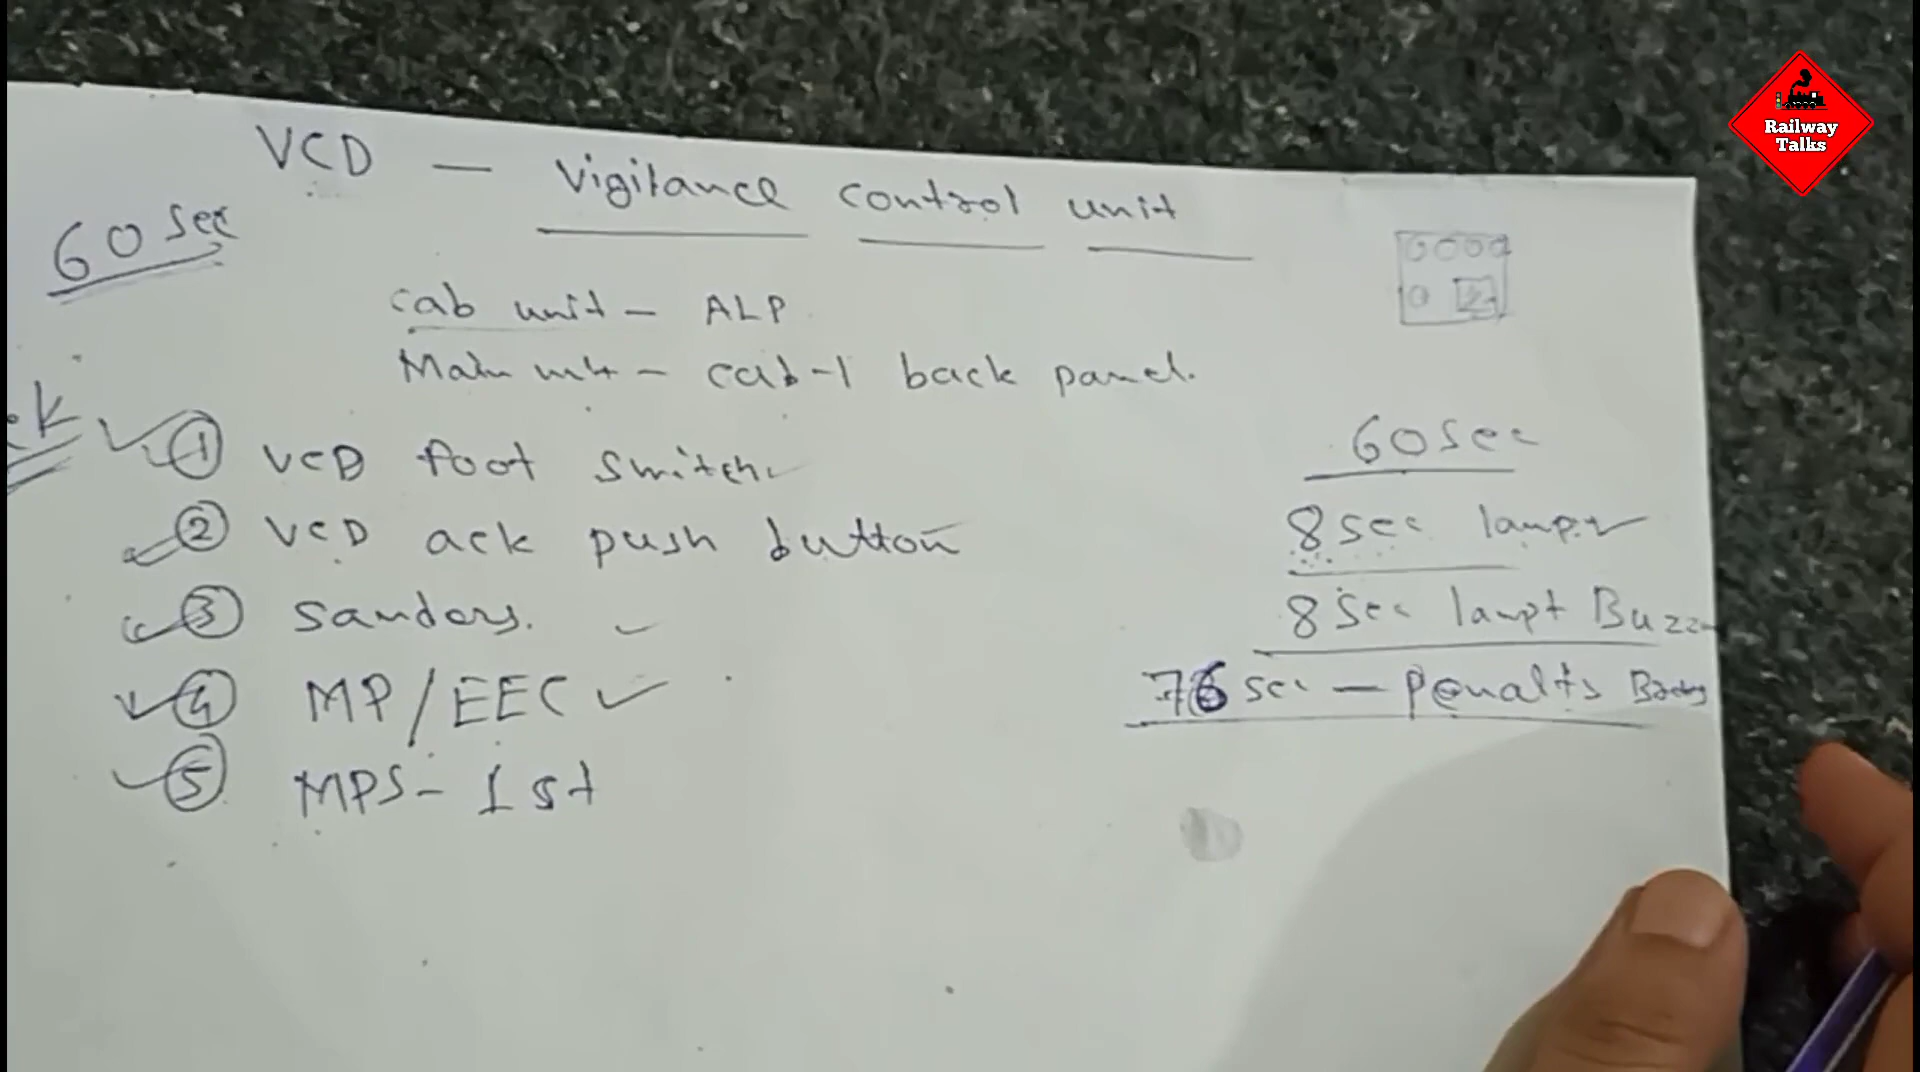 VCD — Vigilance control unit
60 Sec
cab unit - ALP
Main unit - cab-1 back panel.
① VCD foot switch
② VCD ack push button
③ Sanders.
④ MP/EEC
⑤ MPS- 1st
60 Sec
8 sec lamp
8 Sec lamp+ Buzz
76 sec — Penalty
Railway
Talks